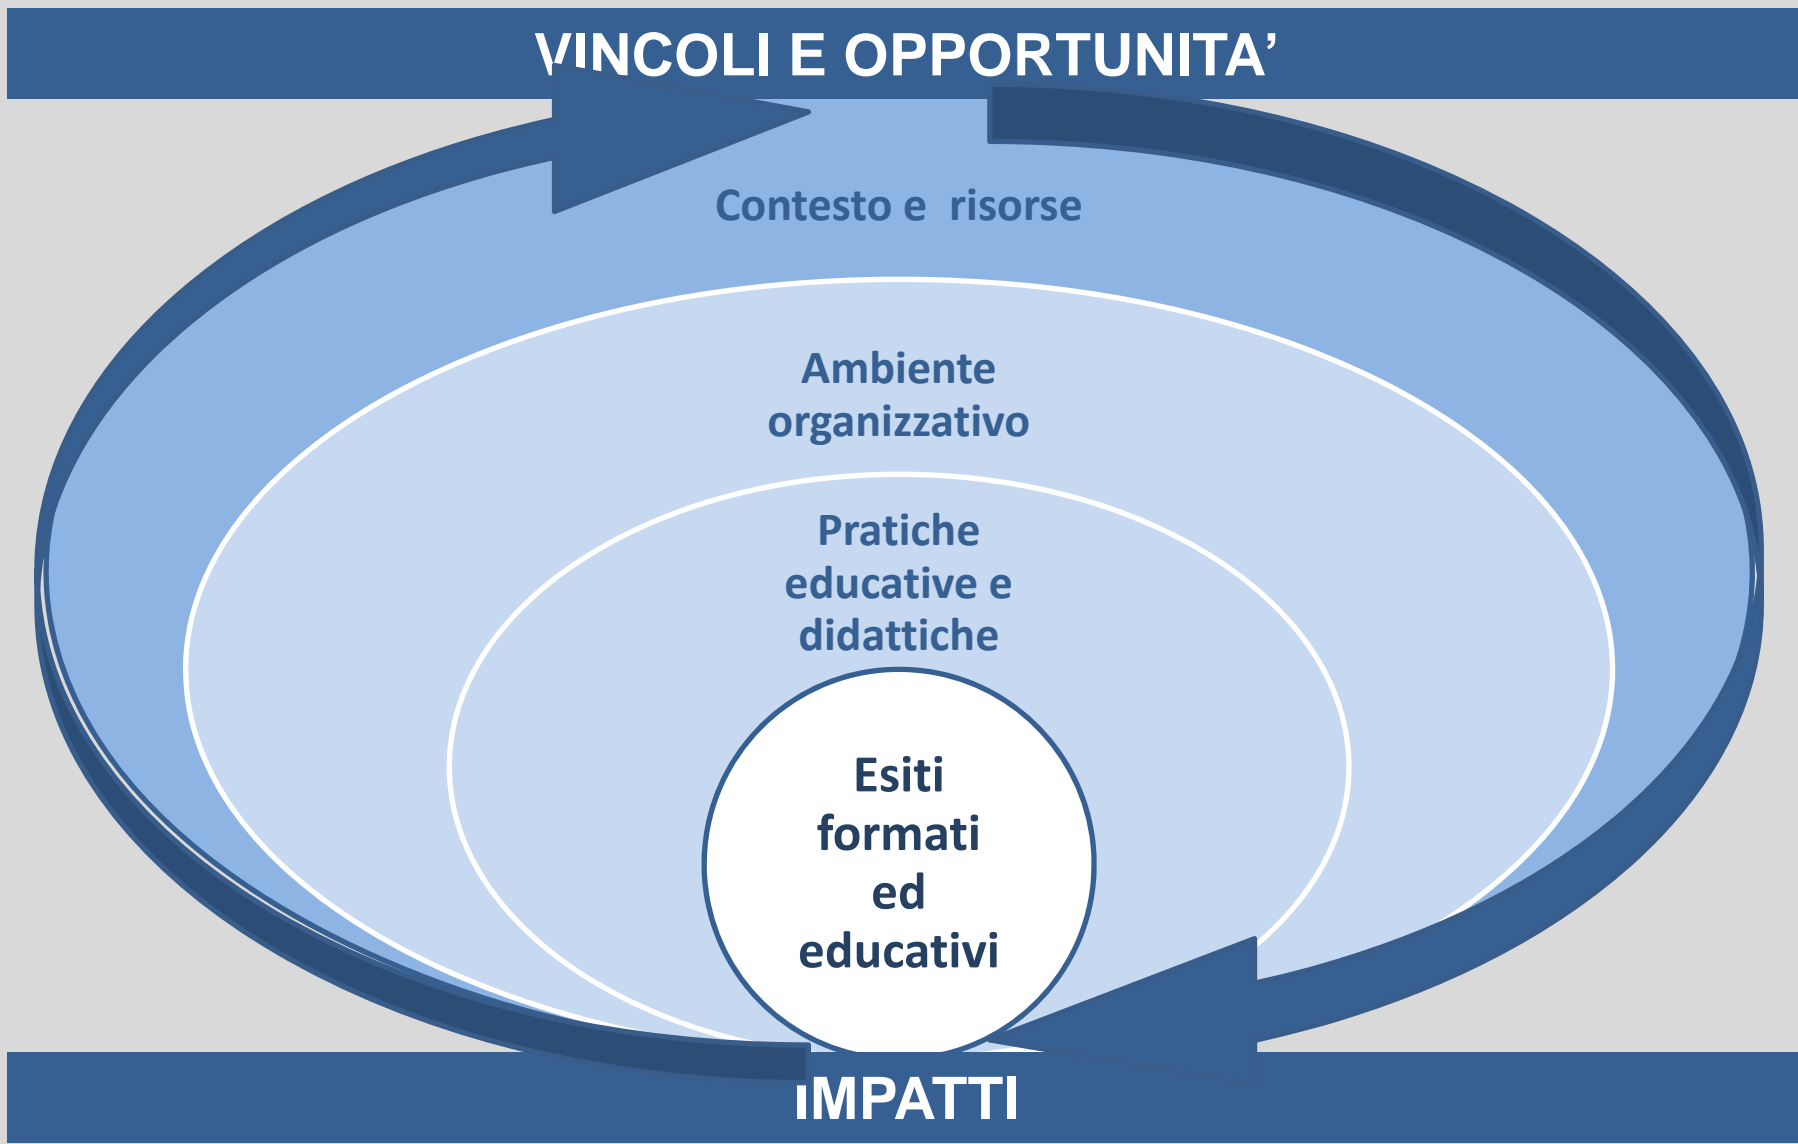 VINCOLI E OPPORTUNITA’
Contesto e risorse
Ambiente
organizzativo
Pratiche
educative e
didattiche
Esiti
formati
ed
educativi
IMPATTI